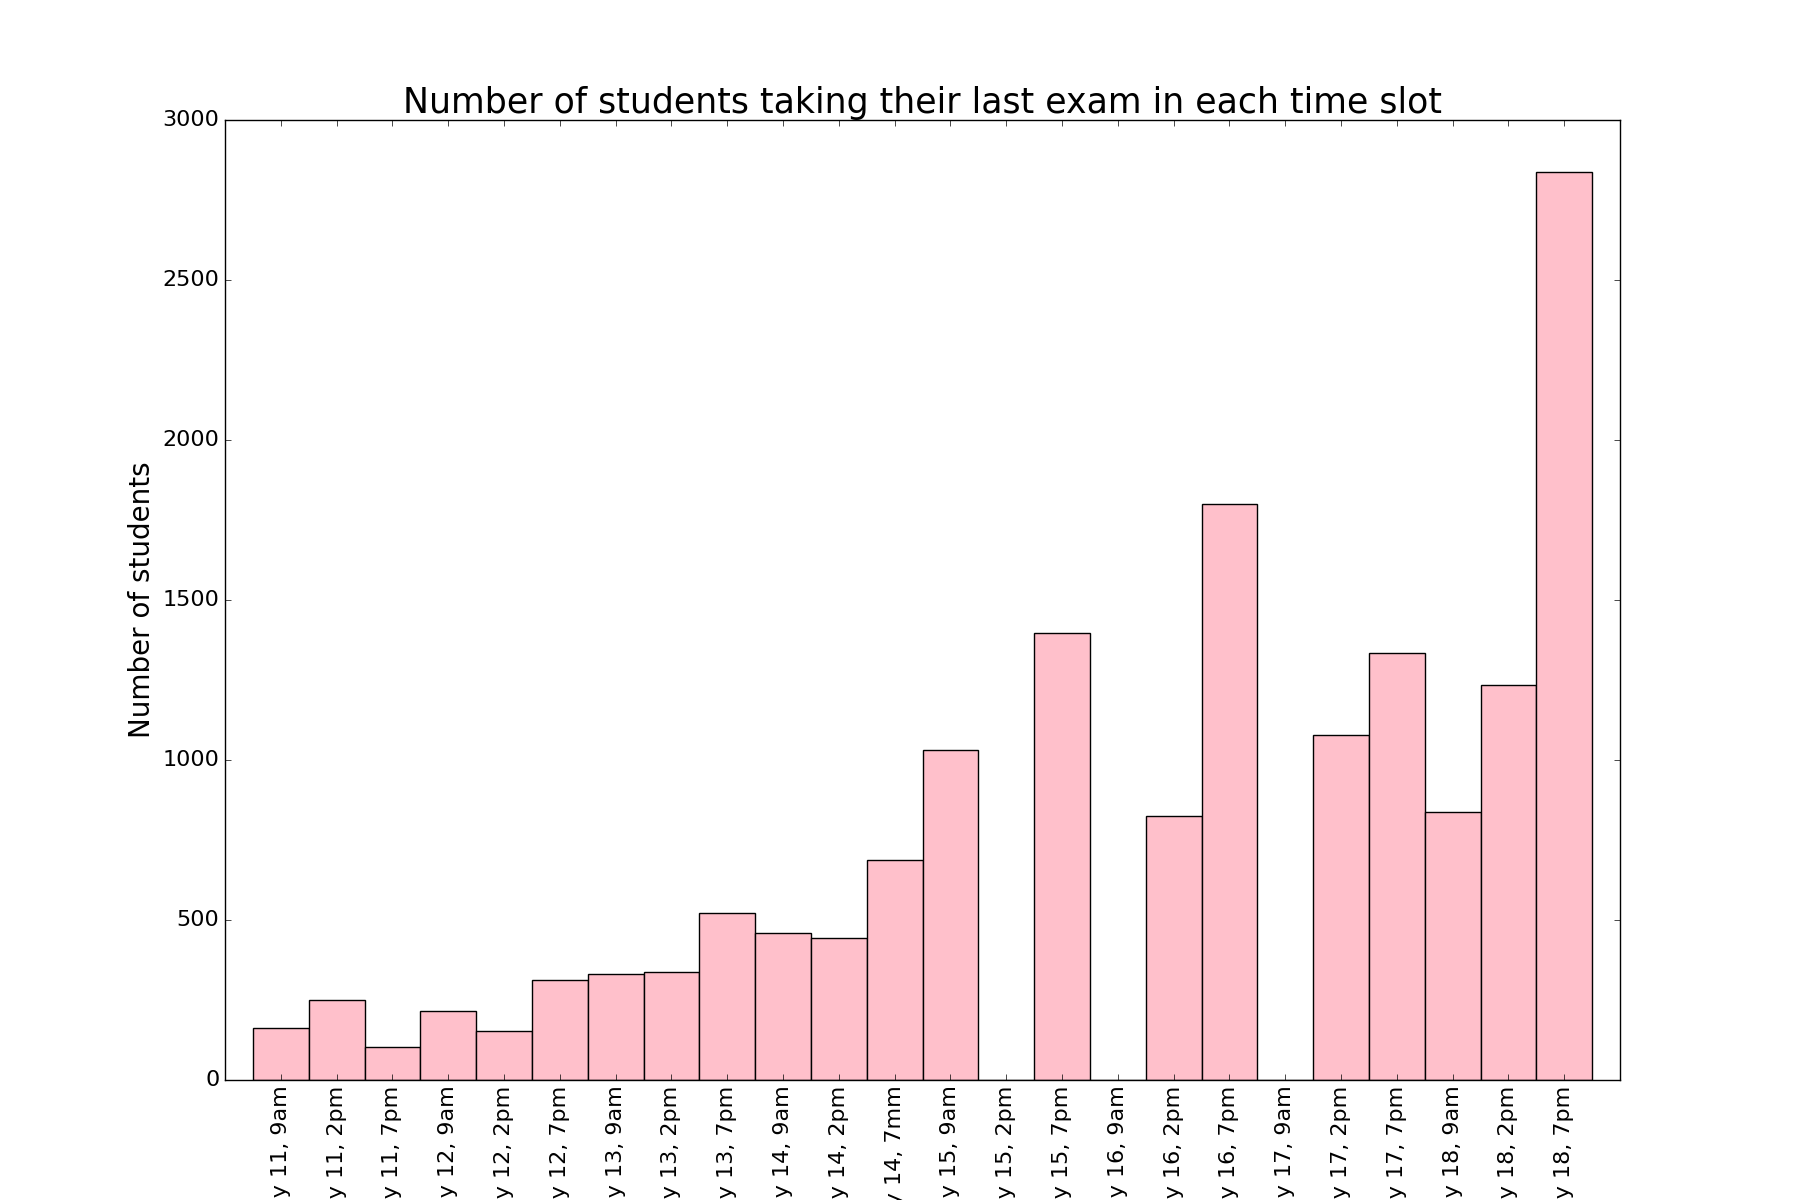 Number of students taking their last exam in each time slot
3000
2500
2000
1500
1000
500
0
Number of students
y 11, 9am
y 11, 2pm
y 11, 7pm
y 12, 9am
y 12, 2pm
y 12, 7pm
y 13, 9am
y 13, 2pm
y 13, 7pm
y 14, 9am
y 14, 2pm
y 14, 7mm
y 15, 9am
y 15, 2pm
y 15, 7pm
y 16, 9am
y 16, 2pm
y 16, 7pm
y 17, 9am
y 17, 2pm
y 17, 7pm
y 18, 9am
y 18, 2pm
y 18, 7pm